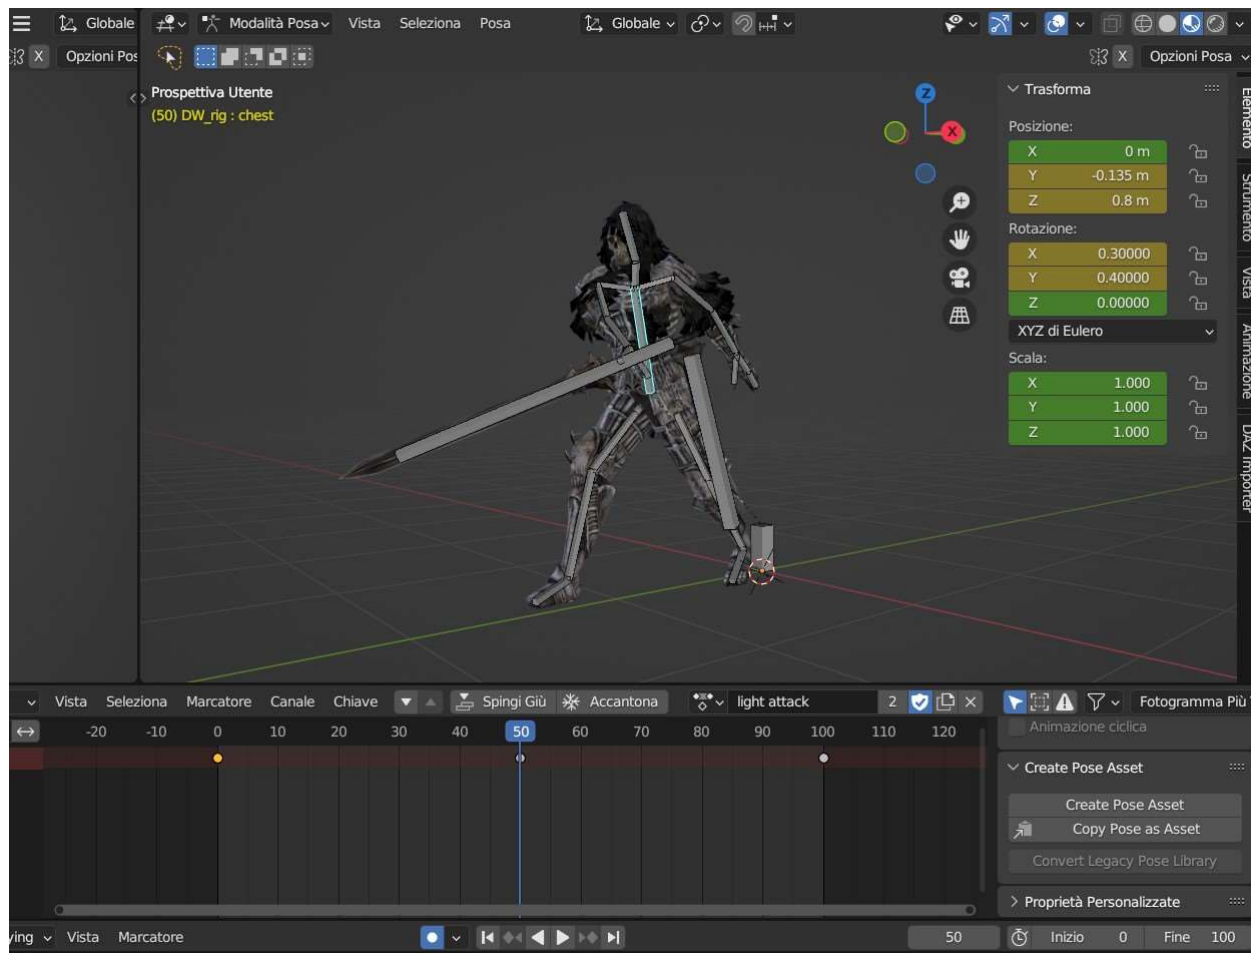 Globale
Modalità Posa
Vista
Seleziona
Posa
Globale
X
Opzioni Pos
X
Opzioni Posa
Prospettiva Utente
(50) DW_rig : chest
Z
X
Trasforma
Posizione:
X 0 m
Y -0.135 m
Z 0.8 m
Rotazione:
X 0.30000
Y 0.40000
Z 0.00000
XYZ di Eulero
Scala:
X 1.000
Y 1.000
Z 1.000
Elemento
Strumento
Vista
Animazione
DAZ Importer
Vista
Seleziona
Marcatore
Canale
Chiave
Spingi Giù
Accantona
light attack
2
Fotogramma Più
-20 -10 0 10 20 30 40 50 60 70 80 90 100 110 120
Animazione ciclica
Create Pose Asset
Create Pose Asset
Copy Pose as Asset
Convert Legacy Pose Library
Proprietà Personalizzate
ying
Vista
Marcatore
50
Inizio 0
Fine 100